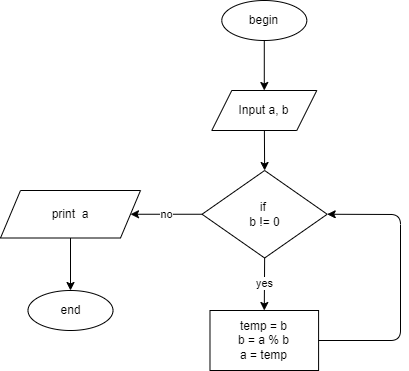 begin
Input a, b
if
b != 0
no
print a
yes
end
temp = b
b = a % b
a = temp